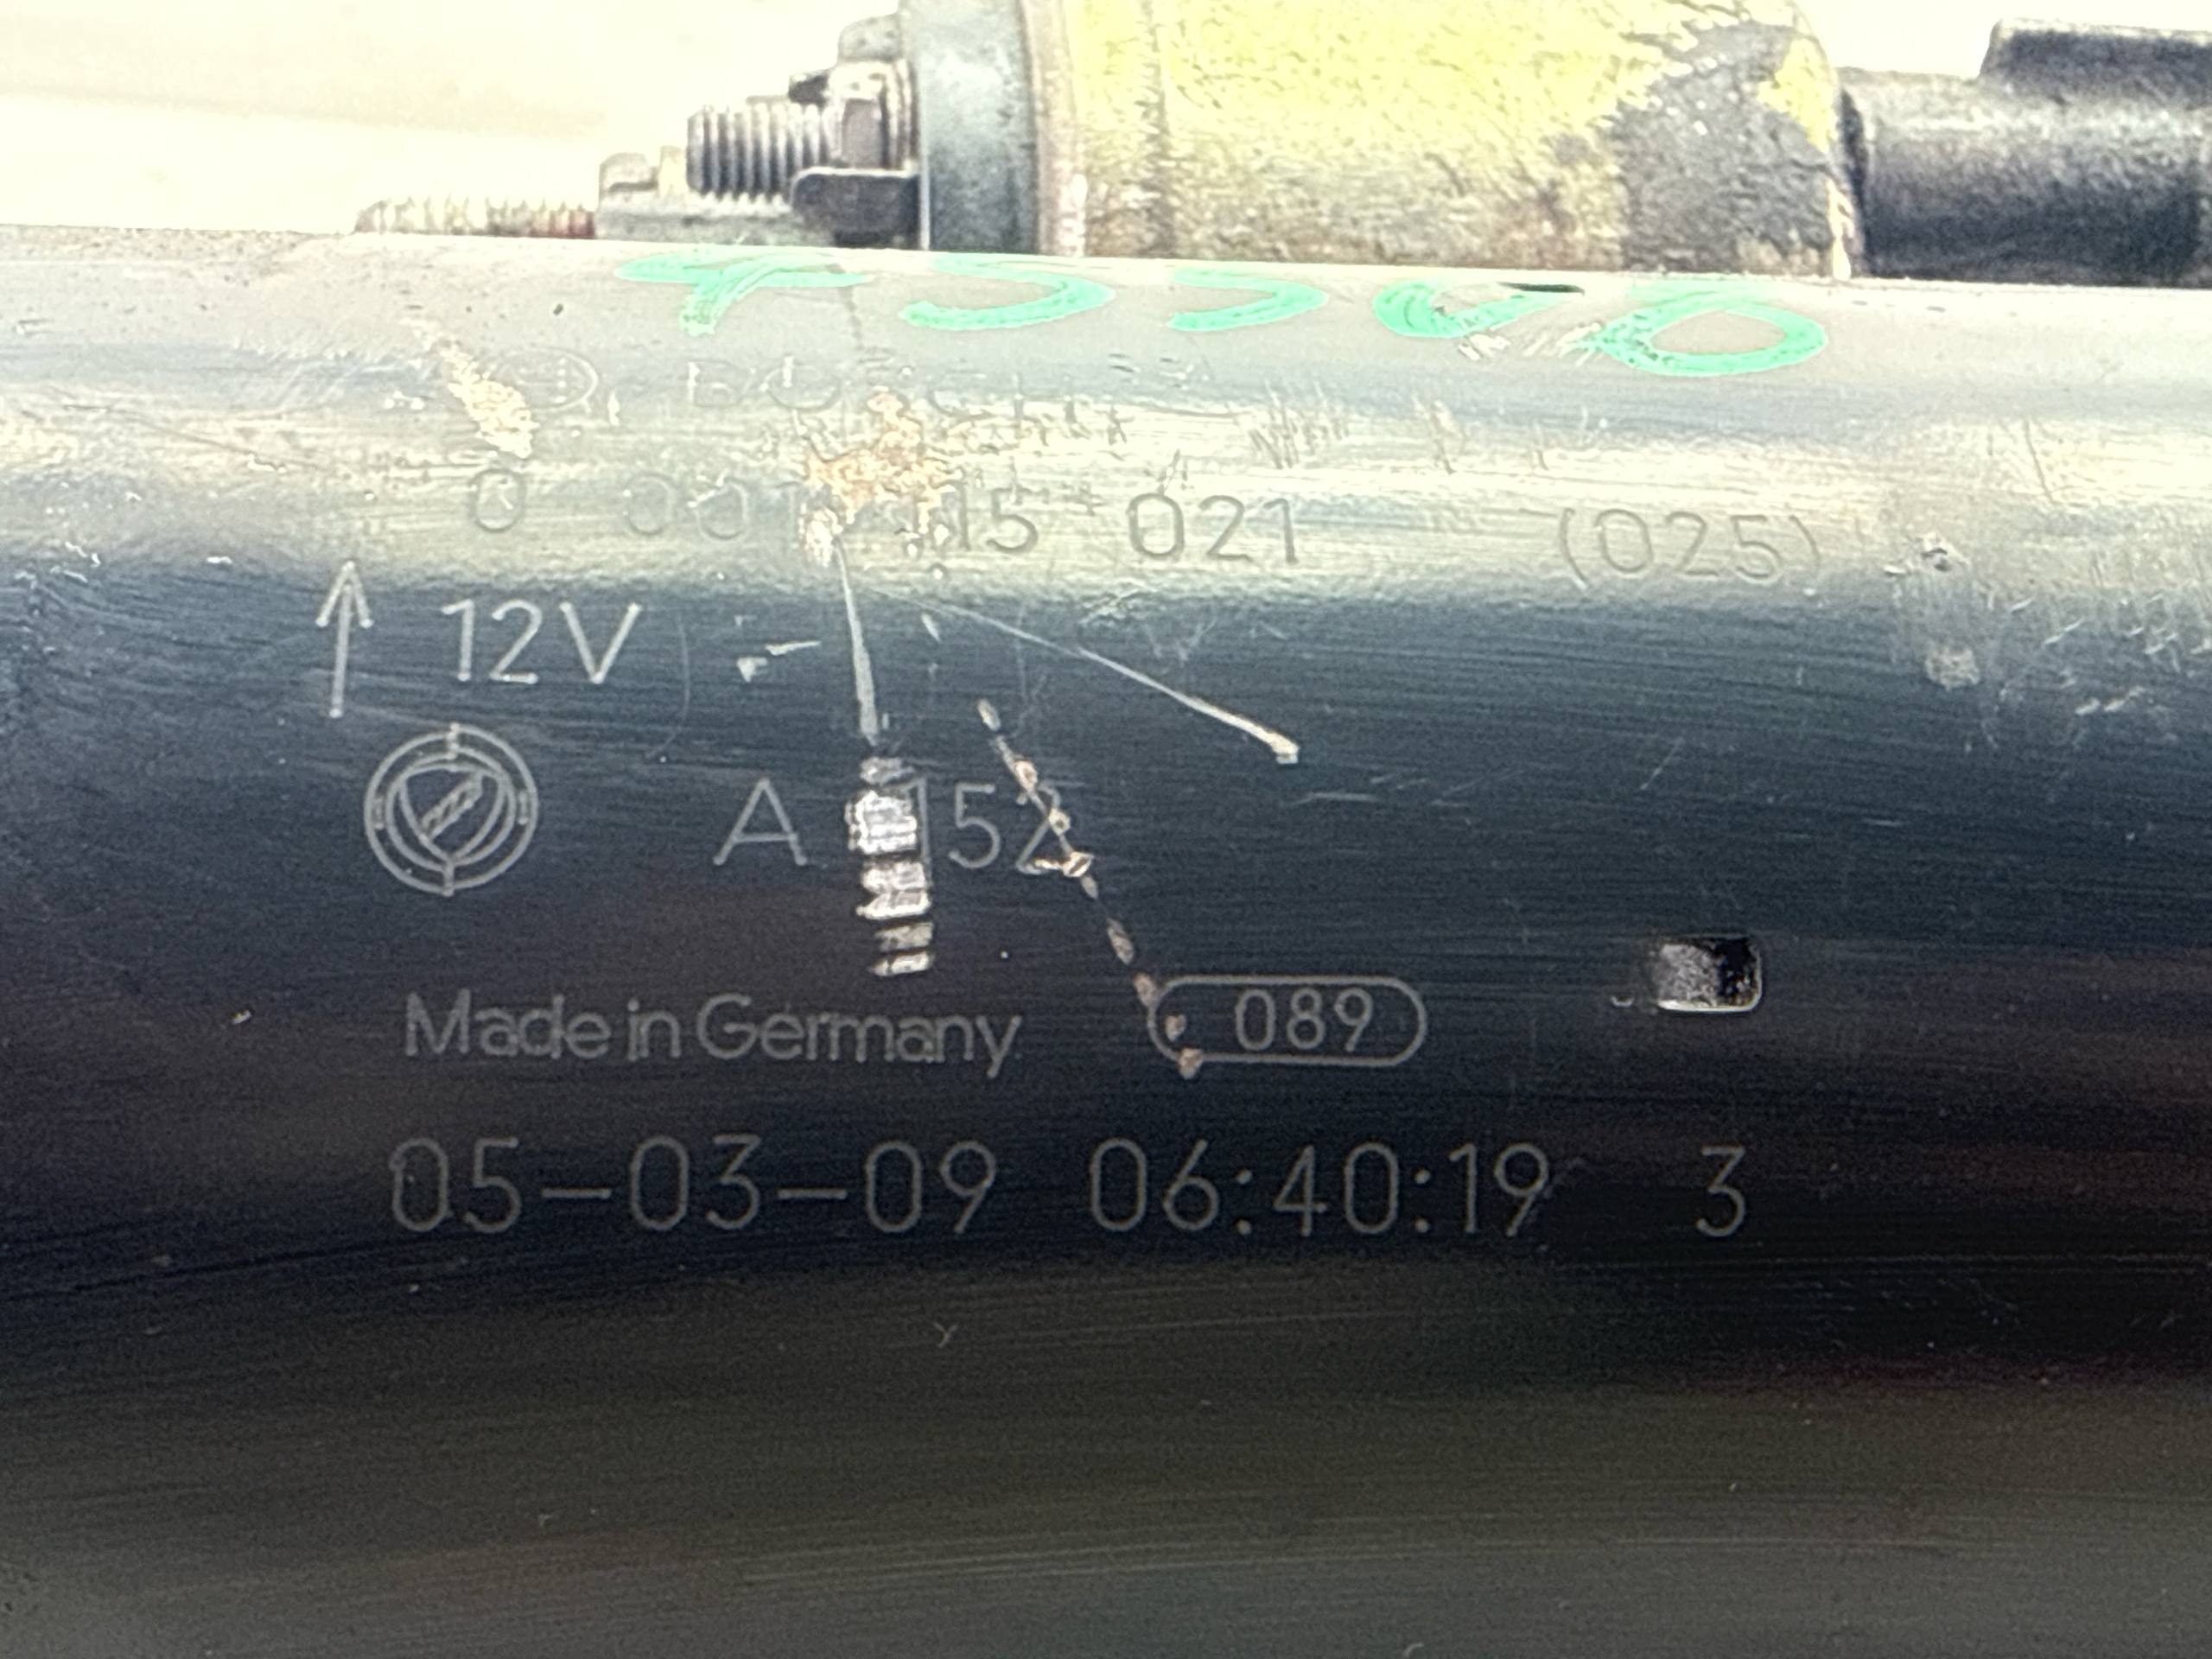 BOSCH
0 001 115 021 (025)
12V
A 152
Made in Germany 089
05-03-09 06:40:19 3